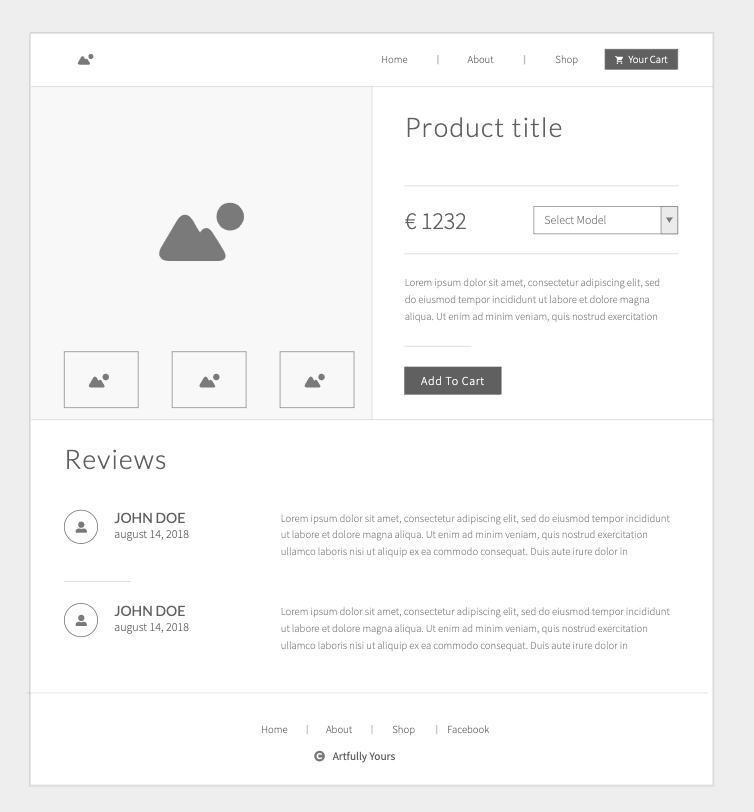 Home | About | Shop Your Cart
Product title
€ 1232 Select Model
Lorem ipsum dolor sit amet, consectetur adipiscing elit, sed
do eiusmod tempor incididunt ut labore et dolore magna
aliqua. Ut enim ad minim veniam, quis nostrud exercitation
Add To Cart
Reviews
JOHN DOE
august 14, 2018
Lorem ipsum dolor sit amet, consectetur adipiscing elit, sed do eiusmod tempor incididunt
ut labore et dolore magna aliqua. Ut enim ad minim veniam, quis nostrud exercitation
ullamco laboris nisi ut aliquip ex ea commodo consequat. Duis aute irure dolor in
JOHN DOE
august 14, 2018
Lorem ipsum dolor sit amet, consectetur adipiscing elit, sed do eiusmod tempor incididunt
ut labore et dolore magna aliqua. Ut enim ad minim veniam, quis nostrud exercitation
ullamco laboris nisi ut aliquip ex ea commodo consequat. Duis aute irure dolor in
Home | About | Shop | Facebook
© Artfully Yours